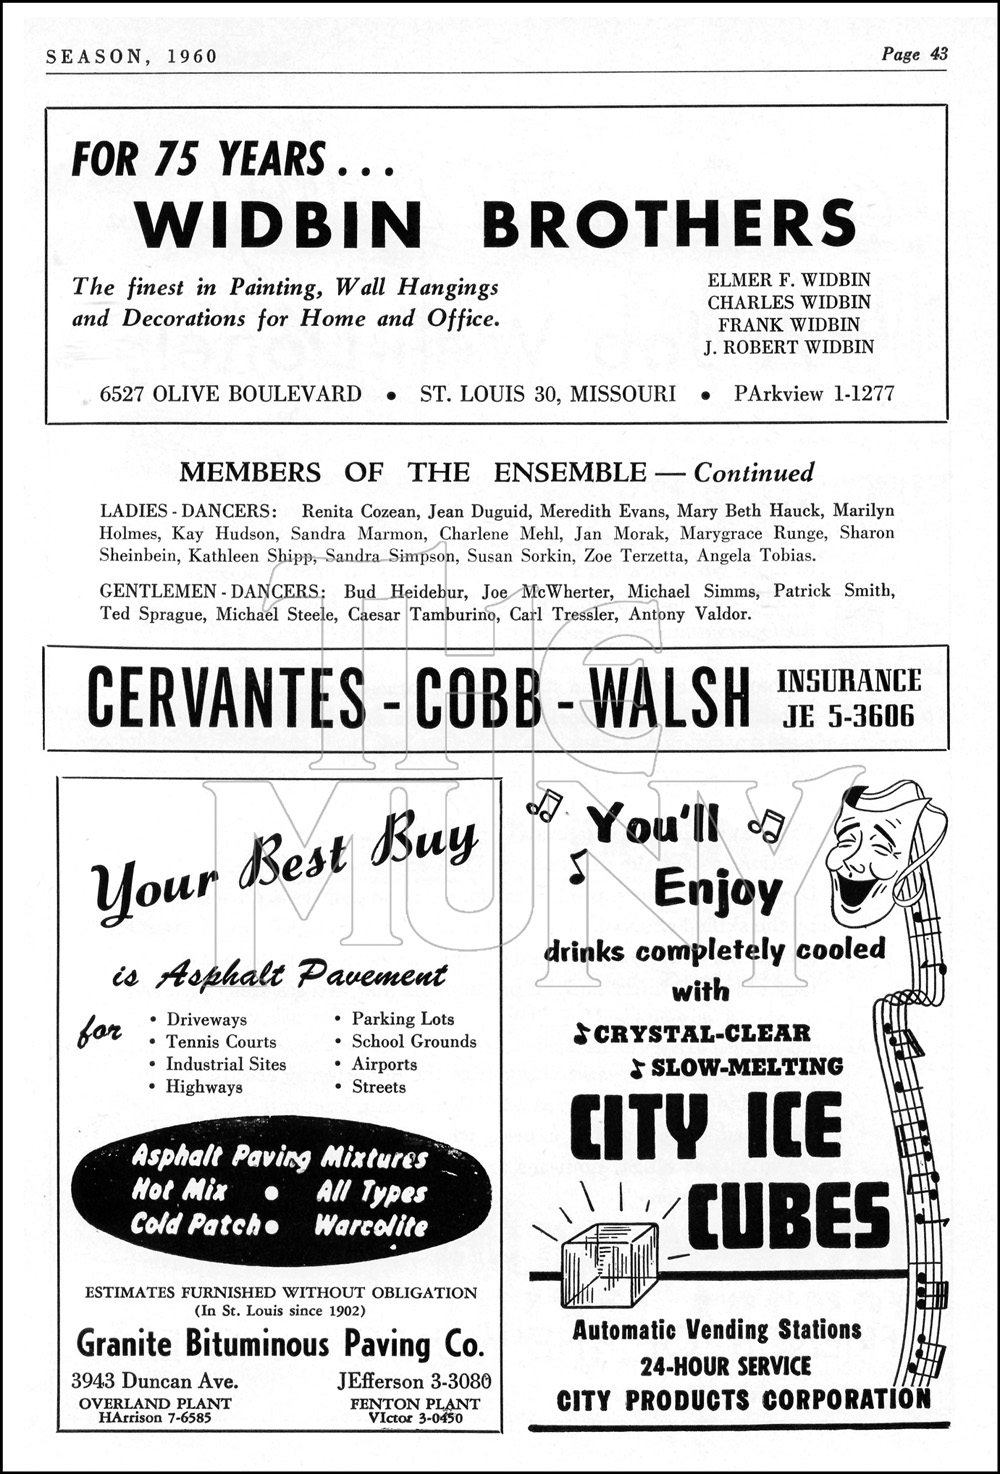 SEASON, 1960
Page 43
FOR 75 YEARS . . .
WIDBIN BROTHERS
The finest in Painting, Wall Hangings
and Decorations for Home and Office.
ELMER F. WIDBIN
CHARLES WIDBIN
FRANK WIDBIN
J. ROBERT WIDBIN
6527 OLIVE BOULEVARD • ST. LOUIS 30, MISSOURI • PArkview 1-1277
MEMBERS OF THE ENSEMBLE — Continued
LADIES - DANCERS: Renita Cozean, Jean Duguid, Meredith Evans, Mary Beth Hauck, Marilyn
Holmes, Kay Hudson, Sandra Marmon, Charlene Mehl, Jan Morak, Marygrace Runge, Sharon
Sheinbein, Kathleen Shipp, Sandra Simpson, Susan Sorkin, Zoe Terzetta, Angela Tobias.
GENTLEMEN - DANCERS: Bud Heidebur, Joe McWherter, Michael Simms, Patrick Smith,
Ted Sprague, Michael Steele, Caesar Tamburino, Carl Tressler, Antony Valdor.
THE
MUNY
CERVANTES - COBB - WALSH
INSURANCE
JE 5-3606
Your Best Buy
is Asphalt Pavement
for
• Driveways
• Tennis Courts
• Industrial Sites
• Highways
• Parking Lots
• School Grounds
• Airports
• Streets
Asphalt Paving Mixtures
Hot Mix • All Types
Cold Patch • Warcolite
ESTIMATES FURNISHED WITHOUT OBLIGATION
(In St. Louis since 1902)
Granite Bituminous Paving Co.
3943 Duncan Ave.
JEfferson 3-3080
OVERLAND PLANT
HArrison 7-6585
FENTON PLANT
VIctor 3-0450
You'll
Enjoy
drinks completely cooled
with
CRYSTAL-CLEAR
SLOW-MELTING
CITY ICE
CUBES
Automatic Vending Stations
24-HOUR SERVICE
CITY PRODUCTS CORPORATION